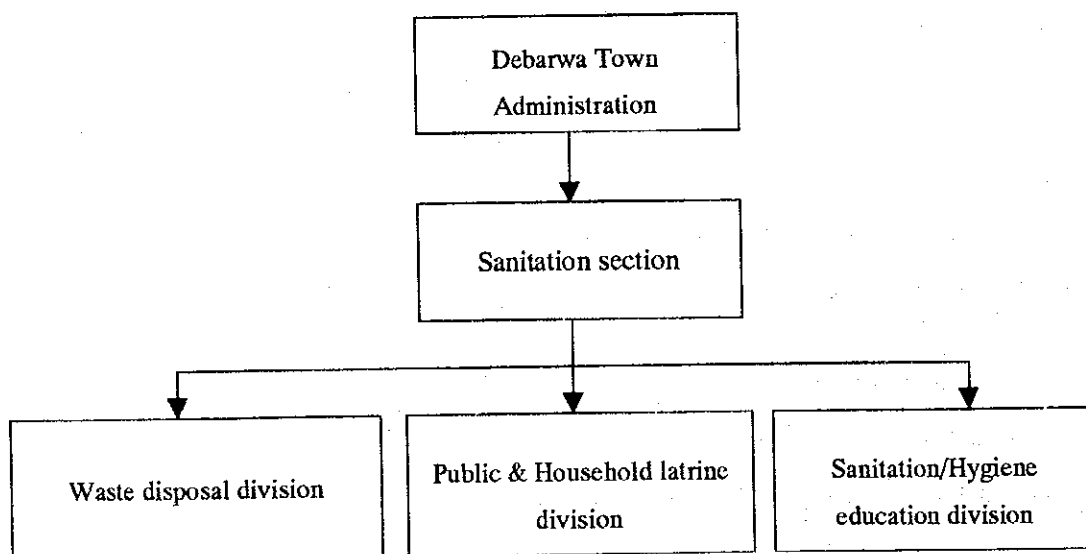 Debarwa Town
Administration
Sanitation section
Waste disposal division
Public & Household latrine
division
Sanitation/Hygiene
education division